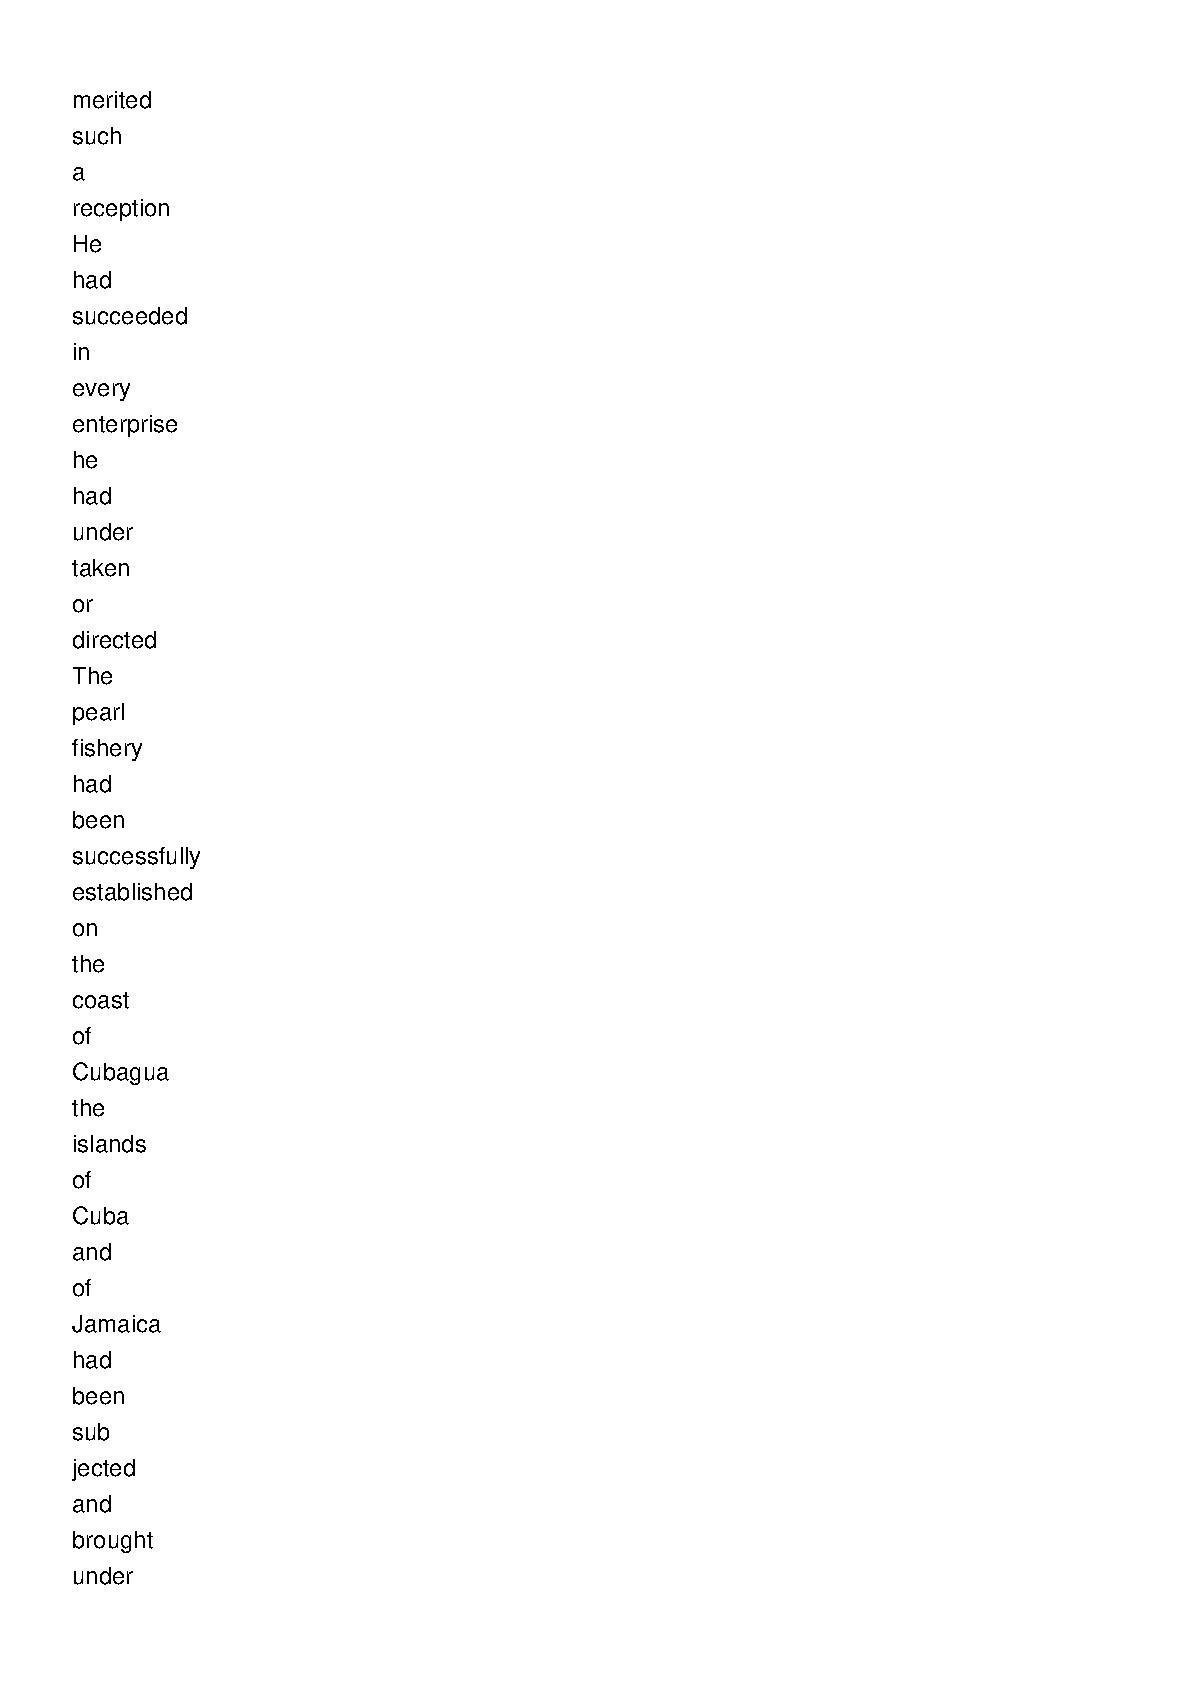 merited
such
a
reception
He
had
succeeded
in
every
enterprise
he
had
under
taken
or
directed
The
pearl
fishery
had
been
successfully
established
on
the
coast
of
Cubagua
the
islands
of
Cuba
and
of
Jamaica
had
been
sub
jected
and
brought
under